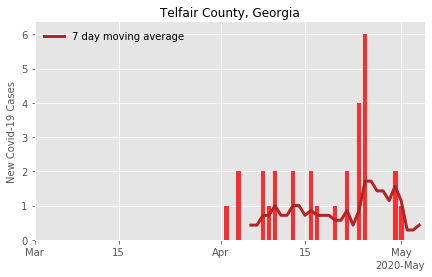 Telfair County, Georgia
7 day moving average
New Covid-19 Cases
6
5
4
3
2
1
0
Mar 15 Apr 15 May
2020-May